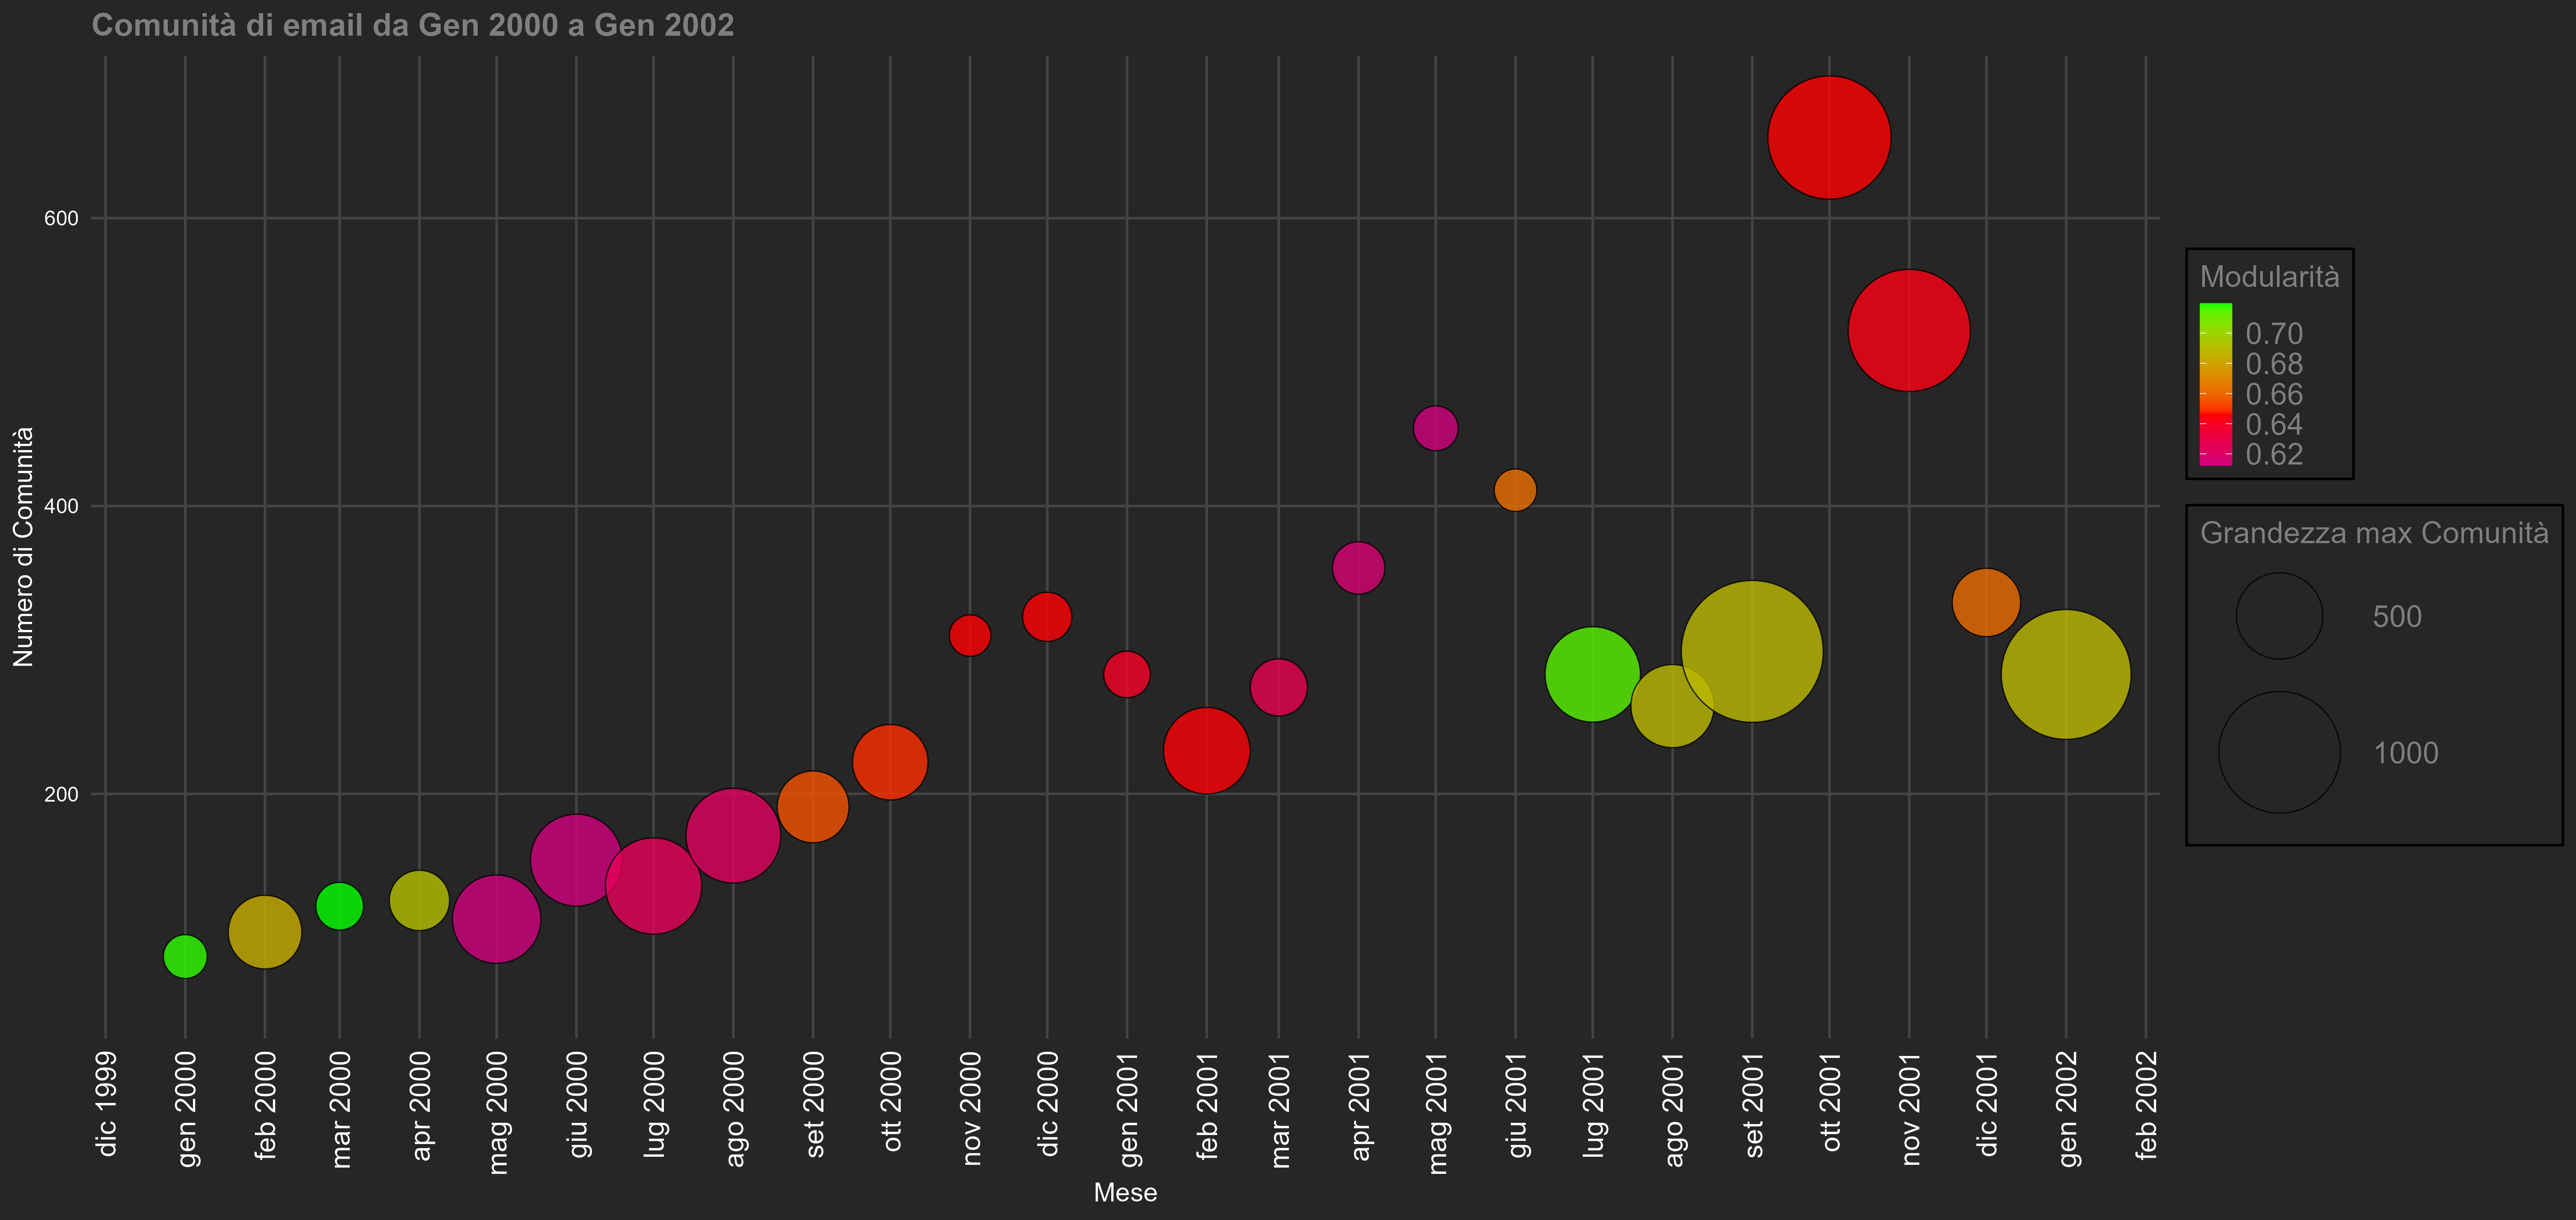 Comunità di email da Gen 2000 a Gen 2002
Numero di Comunità
600
400
200
dic 1999
gen 2000
feb 2000
mar 2000
apr 2000
mag 2000
giu 2000
lug 2000
ago 2000
set 2000
ott 2000
nov 2000
dic 2000
gen 2001
feb 2001
mar 2001
apr 2001
mag 2001
giu 2001
lug 2001
ago 2001
set 2001
ott 2001
nov 2001
dic 2001
gen 2002
feb 2002
Mese
Modularità
0.70
0.68
0.66
0.64
0.62
Grandezza max Comunità
500
1000